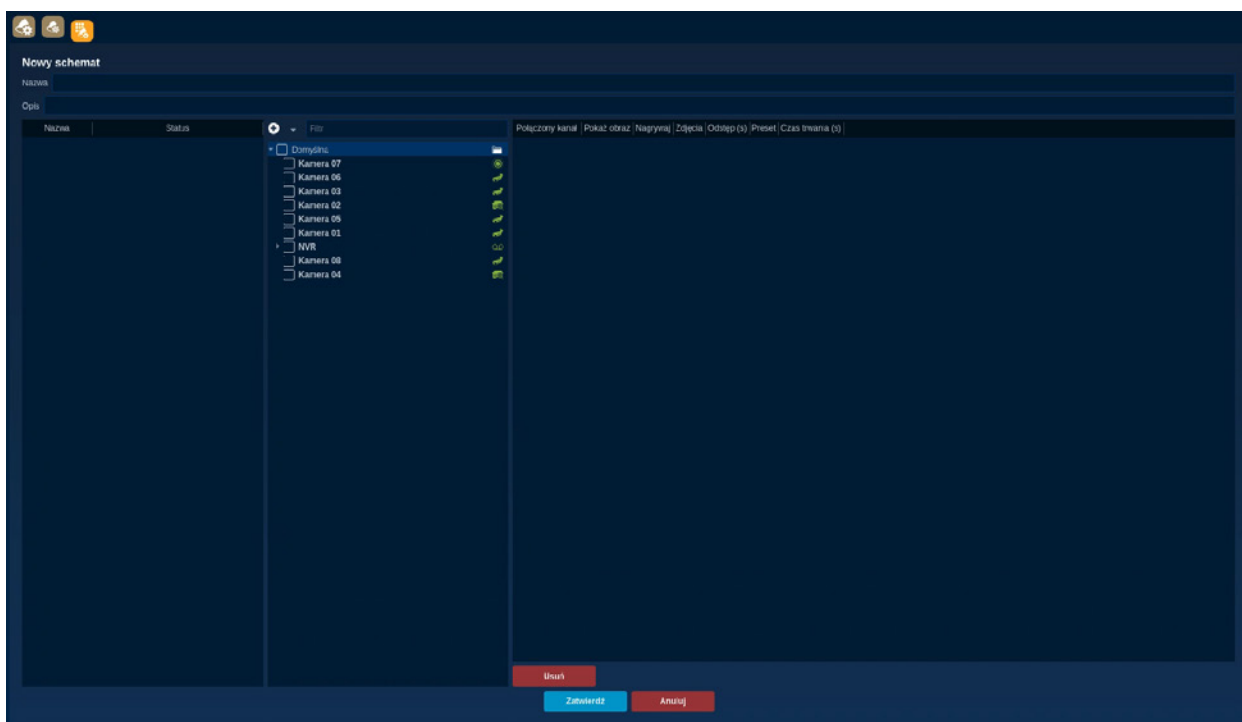 Nowy schemat
Nazwa
Opis
Nazwa Status
Filtr
Połączony kanał Pokaż obraz Nagrywaj Zdjęcia Odstęp (s) Preset Czas trwania (s)
Domyślna
Kamera 07
Kamera 06
Kamera 03
Kamera 02
Kamera 05
Kamera 01
NVR
Kamera 08
Kamera 04
Usuń
Zatwierdź Anuluj